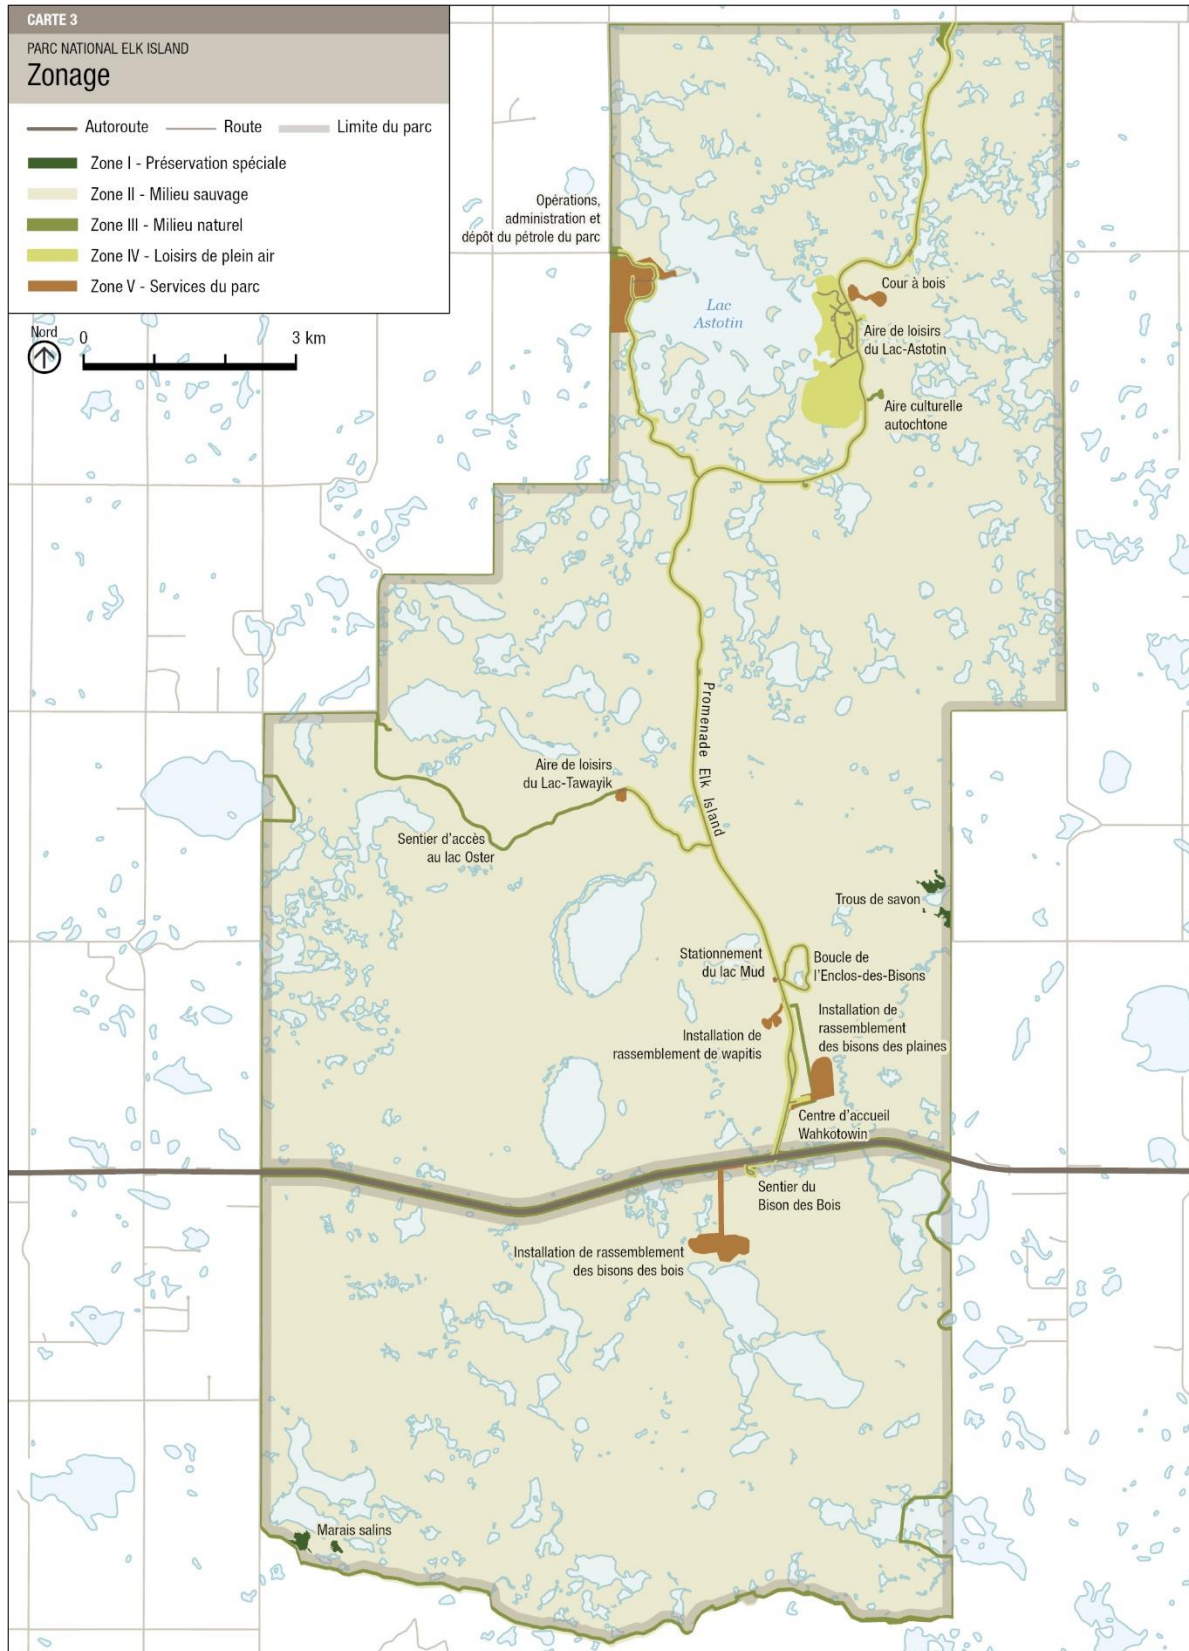 CARTE 3
PARC NATIONAL ELK ISLAND
Zonage
Autoroute
Route
Limite du parc
Zone I - Préservation spéciale
Zone II - Milieu sauvage
Zone III - Milieu naturel
Zone IV - Loisirs de plein air
Zone V - Services du parc
Nord
0
3 km
Opérations,
administration et
dépôt du pétrole du parc
Lac
Astotin
Cour à bois
Aire de loisirs
du Lac-Astotin
Aire culturelle
autochtone
Promenade Elk Island
Aire de loisirs
du Lac-Tawayik
Sentier d'accès
au lac Oster
Trous de savon
Stationnement
du lac Mud
Boucle de
l'Enclos-des-Bisons
Installation de
rassemblement de wapitis
Installation de
rassemblement
des bisons des plaines
Centre d'accueil
Wahkotowin
Sentier du
Bison des Bois
Installation de rassemblement
des bisons des bois
Marais salins